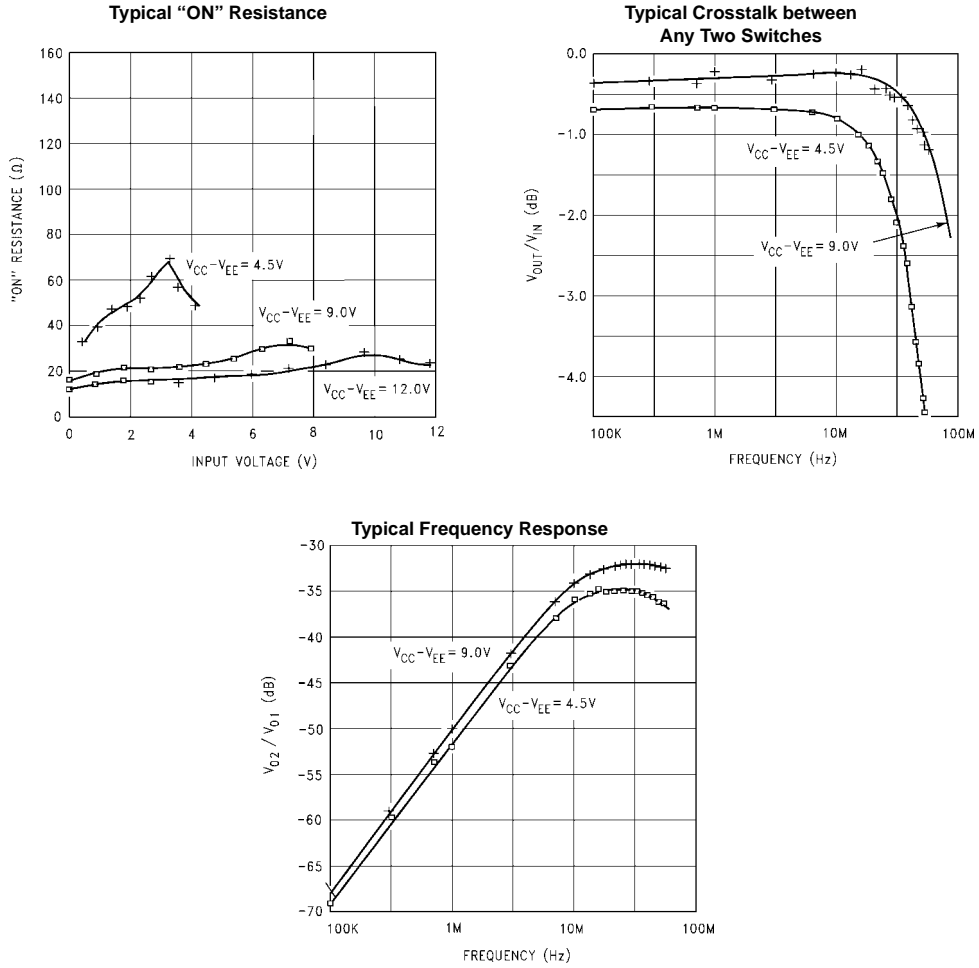 Typical “ON” Resistance
160
140
120
100
80
60
40
20
0
"ON" RESISTANCE (Ω)
V_CC-V_EE = 4.5V
V_CC-V_EE = 9.0V
V_CC-V_EE = 12.0V
0 2 4 6 8 10 12
INPUT VOLTAGE (V)
Typical Crosstalk between
Any Two Switches
0.0
-1.0
-2.0
-3.0
-4.0
V_OUT/V_IN (dB)
V_CC-V_EE = 4.5V
V_CC-V_EE = 9.0V
100K 1M 10M 100M
FREQUENCY (Hz)
Typical Frequency Response
-30
-35
-40
-45
-50
-55
-60
-65
-70
V_O2 / V_O1 (dB)
V_CC-V_EE = 9.0V
V_CC-V_EE = 4.5V
100K 1M 10M 100M
FREQUENCY (Hz)